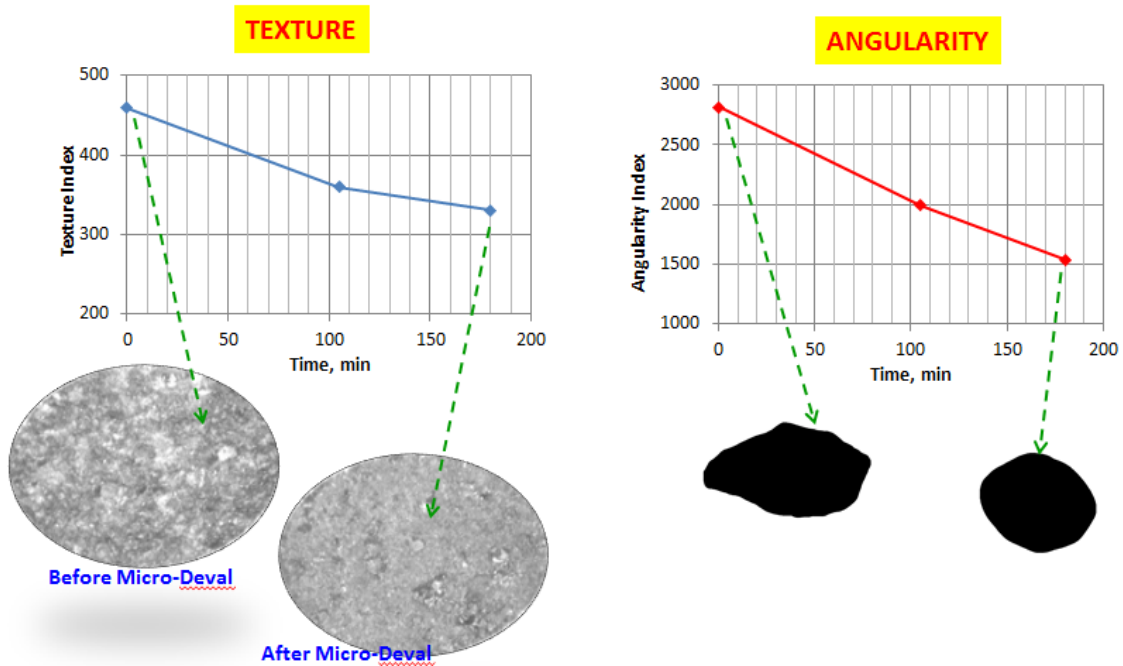 TEXTURE
500
400
300
200
0
50
100
150
200
Texture Index
Time, min
Before Micro-Deval
After Micro-Deval
ANGULARITY
3000
2500
2000
1500
1000
0
50
100
150
200
Angularity Index
Time, min